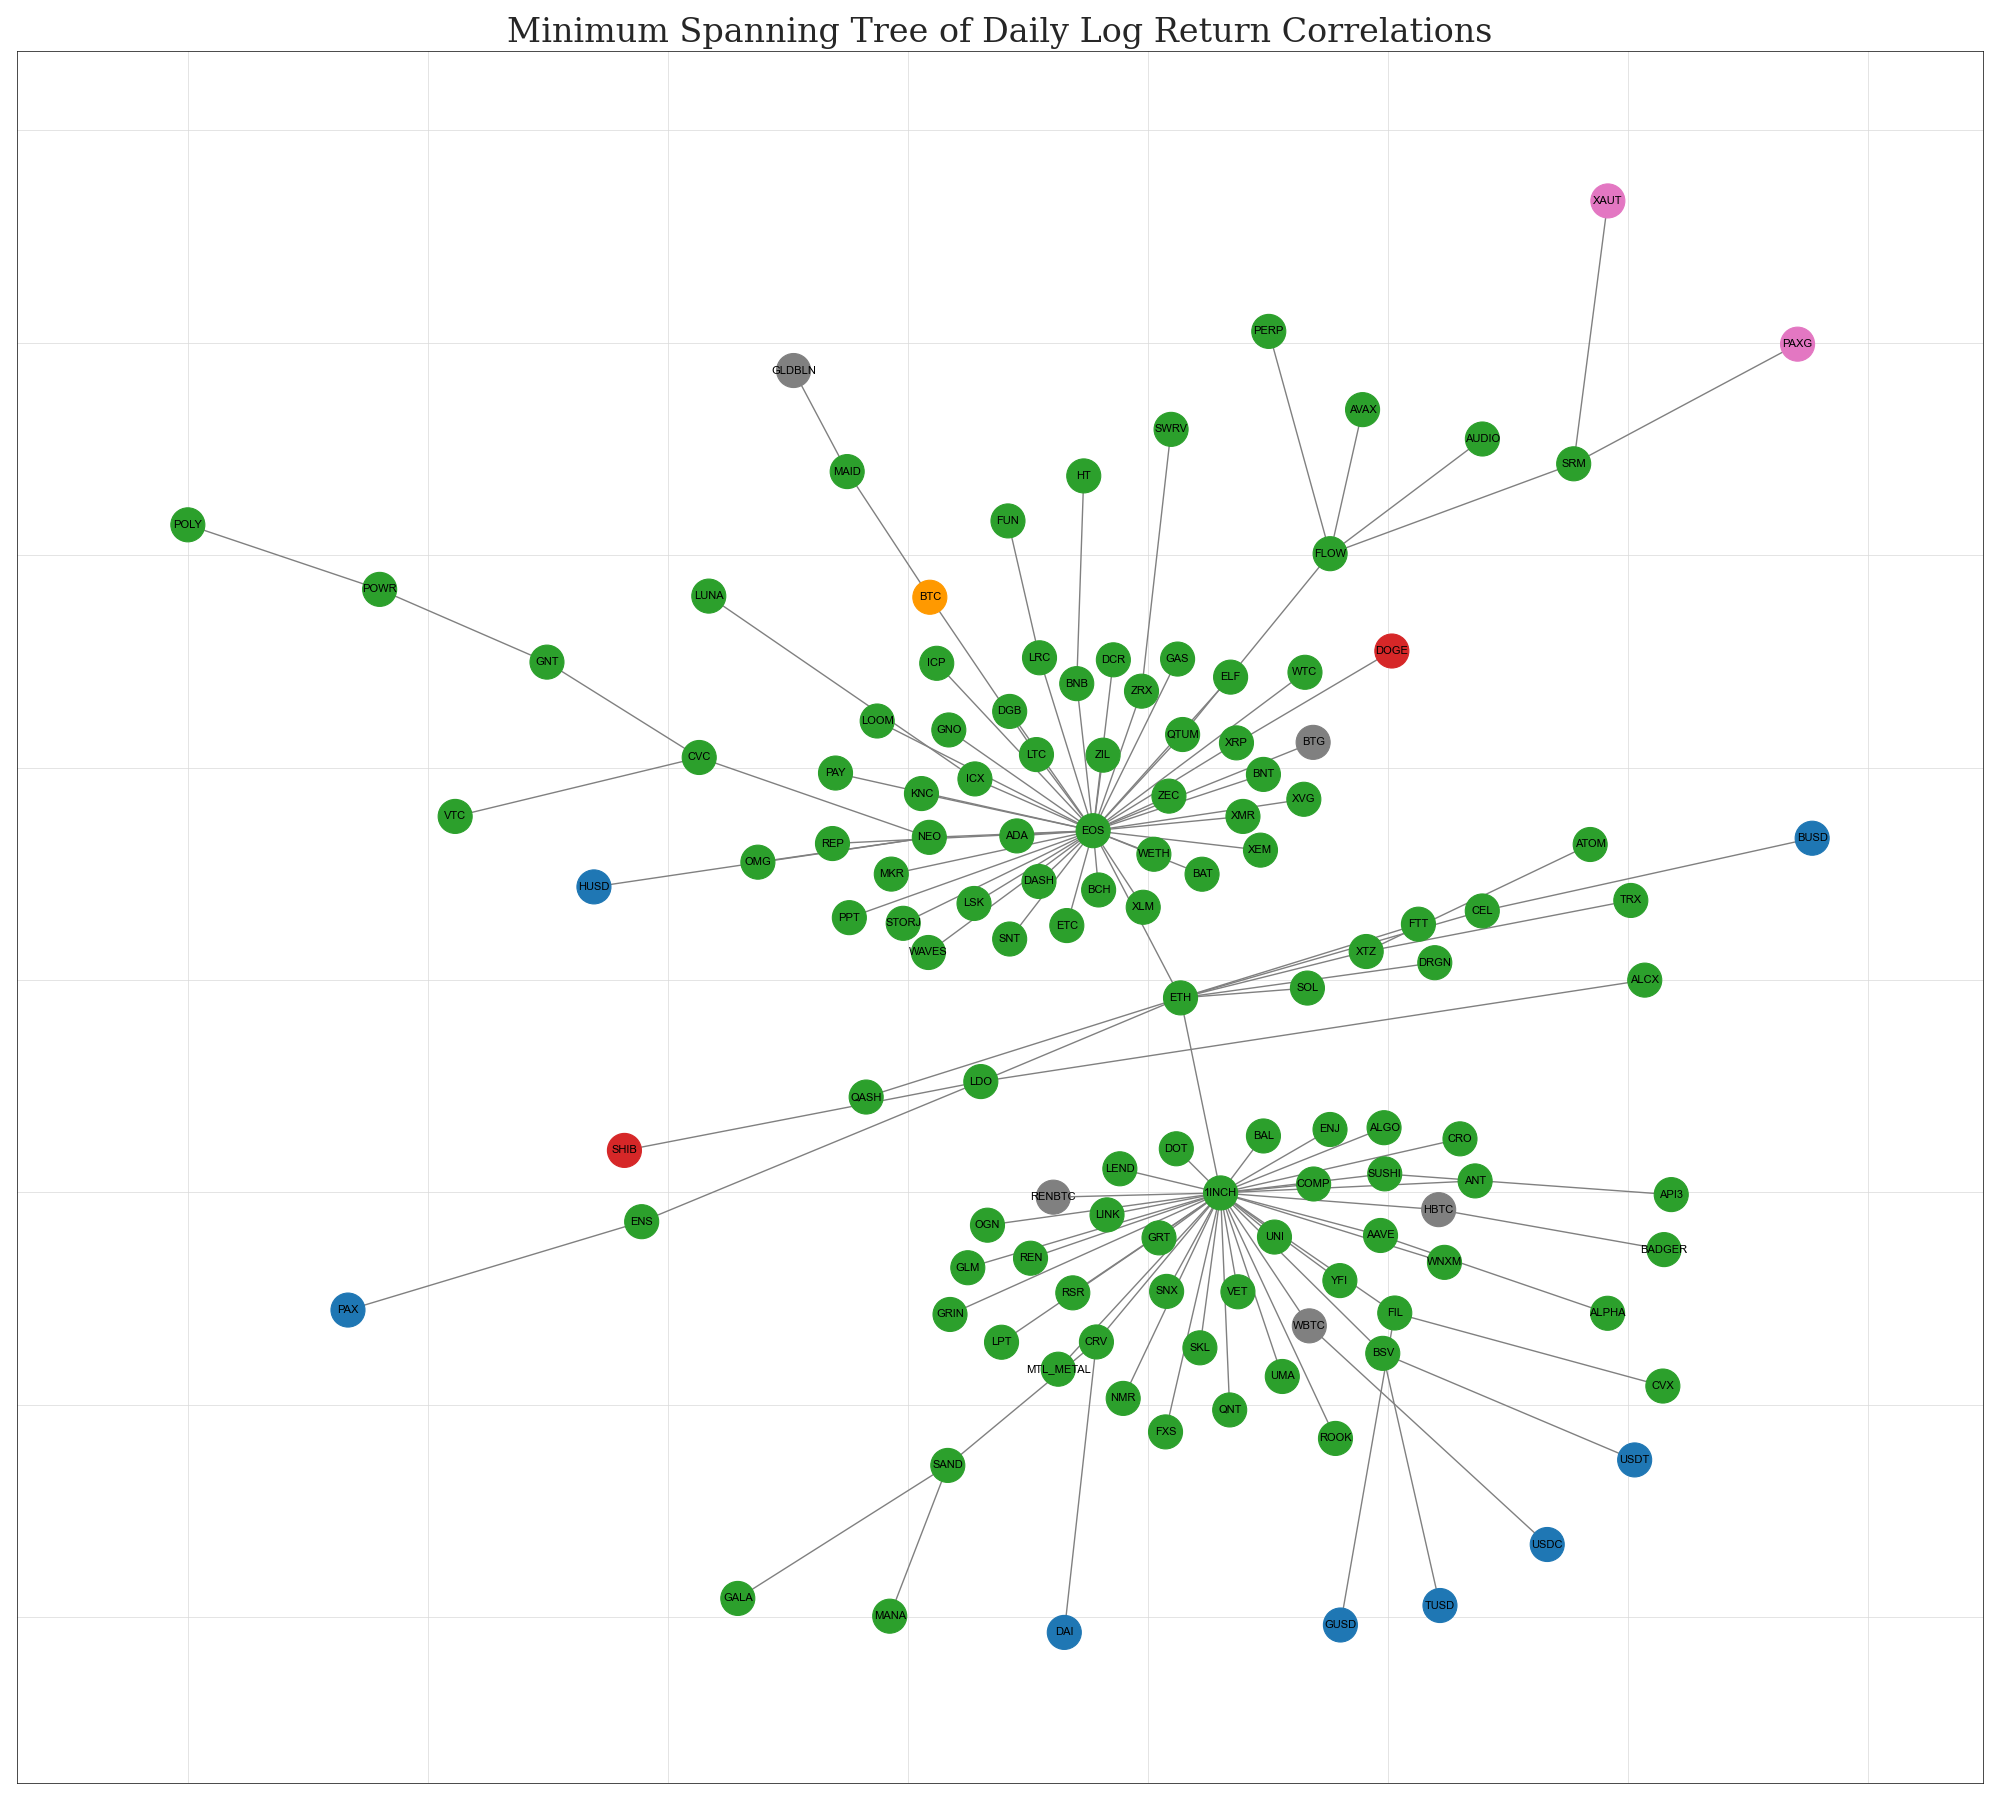 Minimum Spanning Tree of Daily Log Return Correlations
XAUT
PERP
PAXG
GLDBLN
AVAX
SWRV
AUDIO
SRM
MAID
HT
FUN
POLY
FLOW
POWR
LUNA
BTC
DOGE
LRC
DCR
GAS
GNT
ICP
WTC
ELF
BNB
ZRX
DGB
LOOM
GNO
QTUM
XRP
BTG
LTC
ZIL
CVC
PAY
ICX
BNT
KNC
ZEC
XVG
VTC
XMR
EOS
ADA
NEO
BUSD
REP
ATOM
XEM
WETH
OMG
MKR
BAT
DASH
HUSD
BCH
TRX
LSK
XLM
CEL
PPT
STORJ
ETC
FTT
SNT
WAVES
XTZ
DRGN
ALCX
SOL
ETH
LDO
QASH
ENJ
ALGO
BAL
CRO
DOT
SHIB
LEND
SUSHI
ANT
COMP
1INCH
API3
RENBTC
HBTC
LINK
ENS
OGN
AAVE
UNI
GRT
BADGER
REN
WNXM
GLM
YFI
SNX
VET
RSR
PAX
FIL
ALPHA
GRIN
WBTC
LPT
CRV
SKL
BSV
MTL_METAL
UMA
CVX
NMR
QNT
FXS
ROOK
USDT
SAND
USDC
GALA
TUSD
MANA
GUSD
DAI